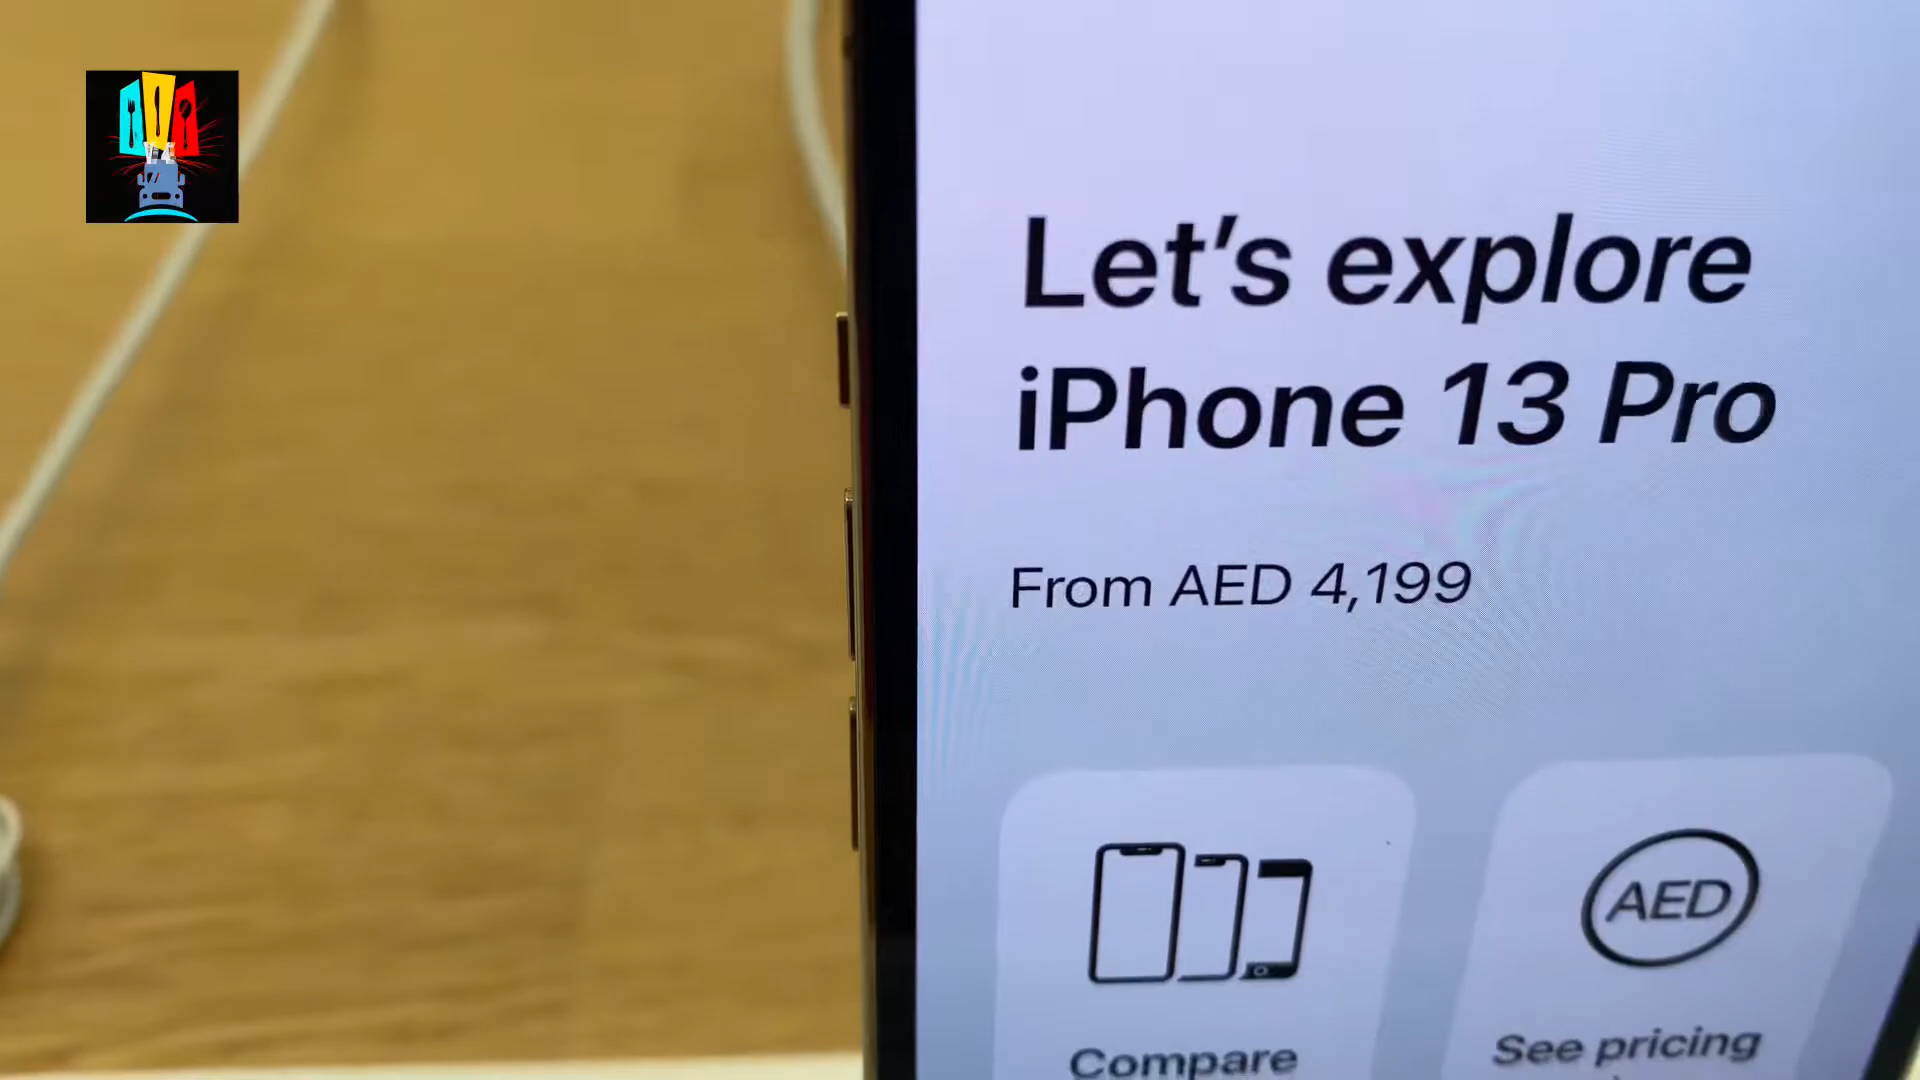 Let's explore
iPhone 13 Pro
From AED 4,199
AED
Compare
See pricing